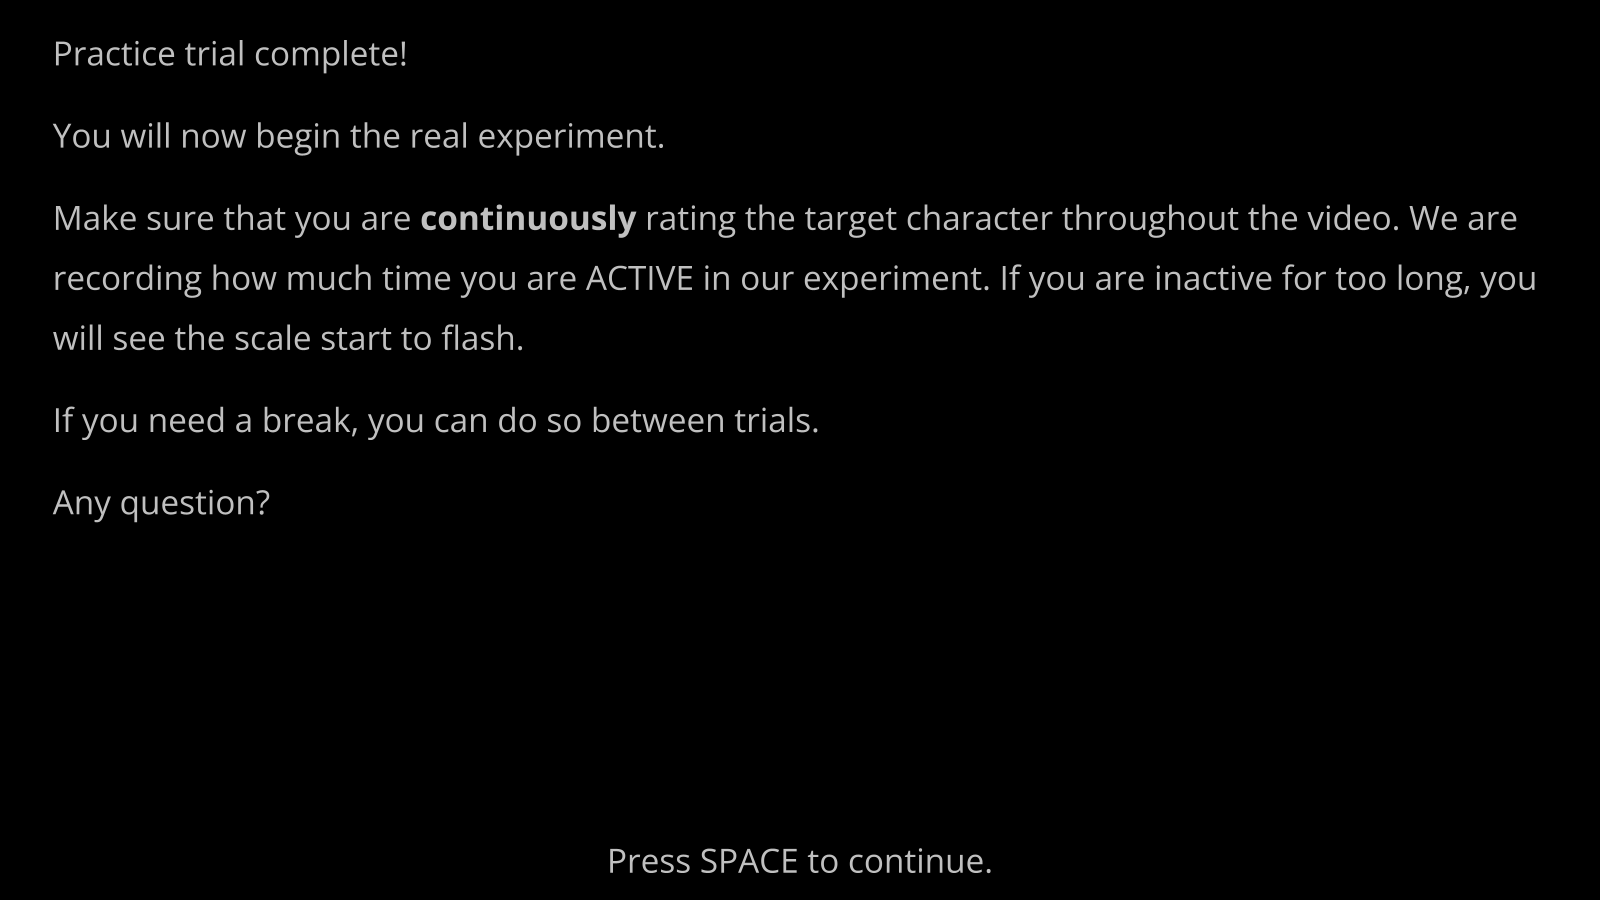 Practice trial complete!
You will now begin the real experiment.
Make sure that you are continuously rating the target character throughout the video. We are
recording how much time you are ACTIVE in our experiment. If you are inactive for too long, you
will see the scale start to flash.
If you need a break, you can do so between trials.
Any question?
Press SPACE to continue.